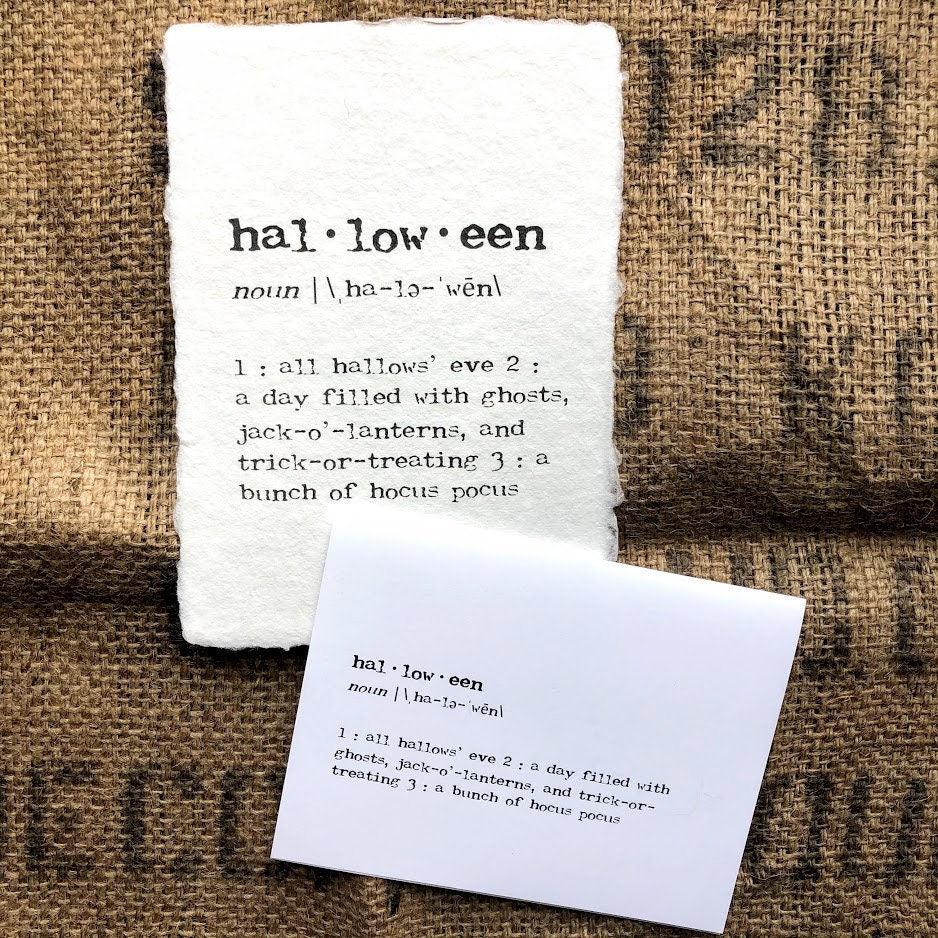 hal·low·een
noun | \ˌha-lə-ˈwēn\
1 : all hallows' eve 2 :
a day filled with ghosts,
jack-o'-lanterns, and
trick-or-treating 3 : a
bunch of hocus pocus
hal·low·een
noun | \ˌha-lə-ˈwēn\
1 : all hallows' eve 2 : a day filled with
ghosts, jack-o'-lanterns, and trick-or-
treating 3 : a bunch of hocus pocus